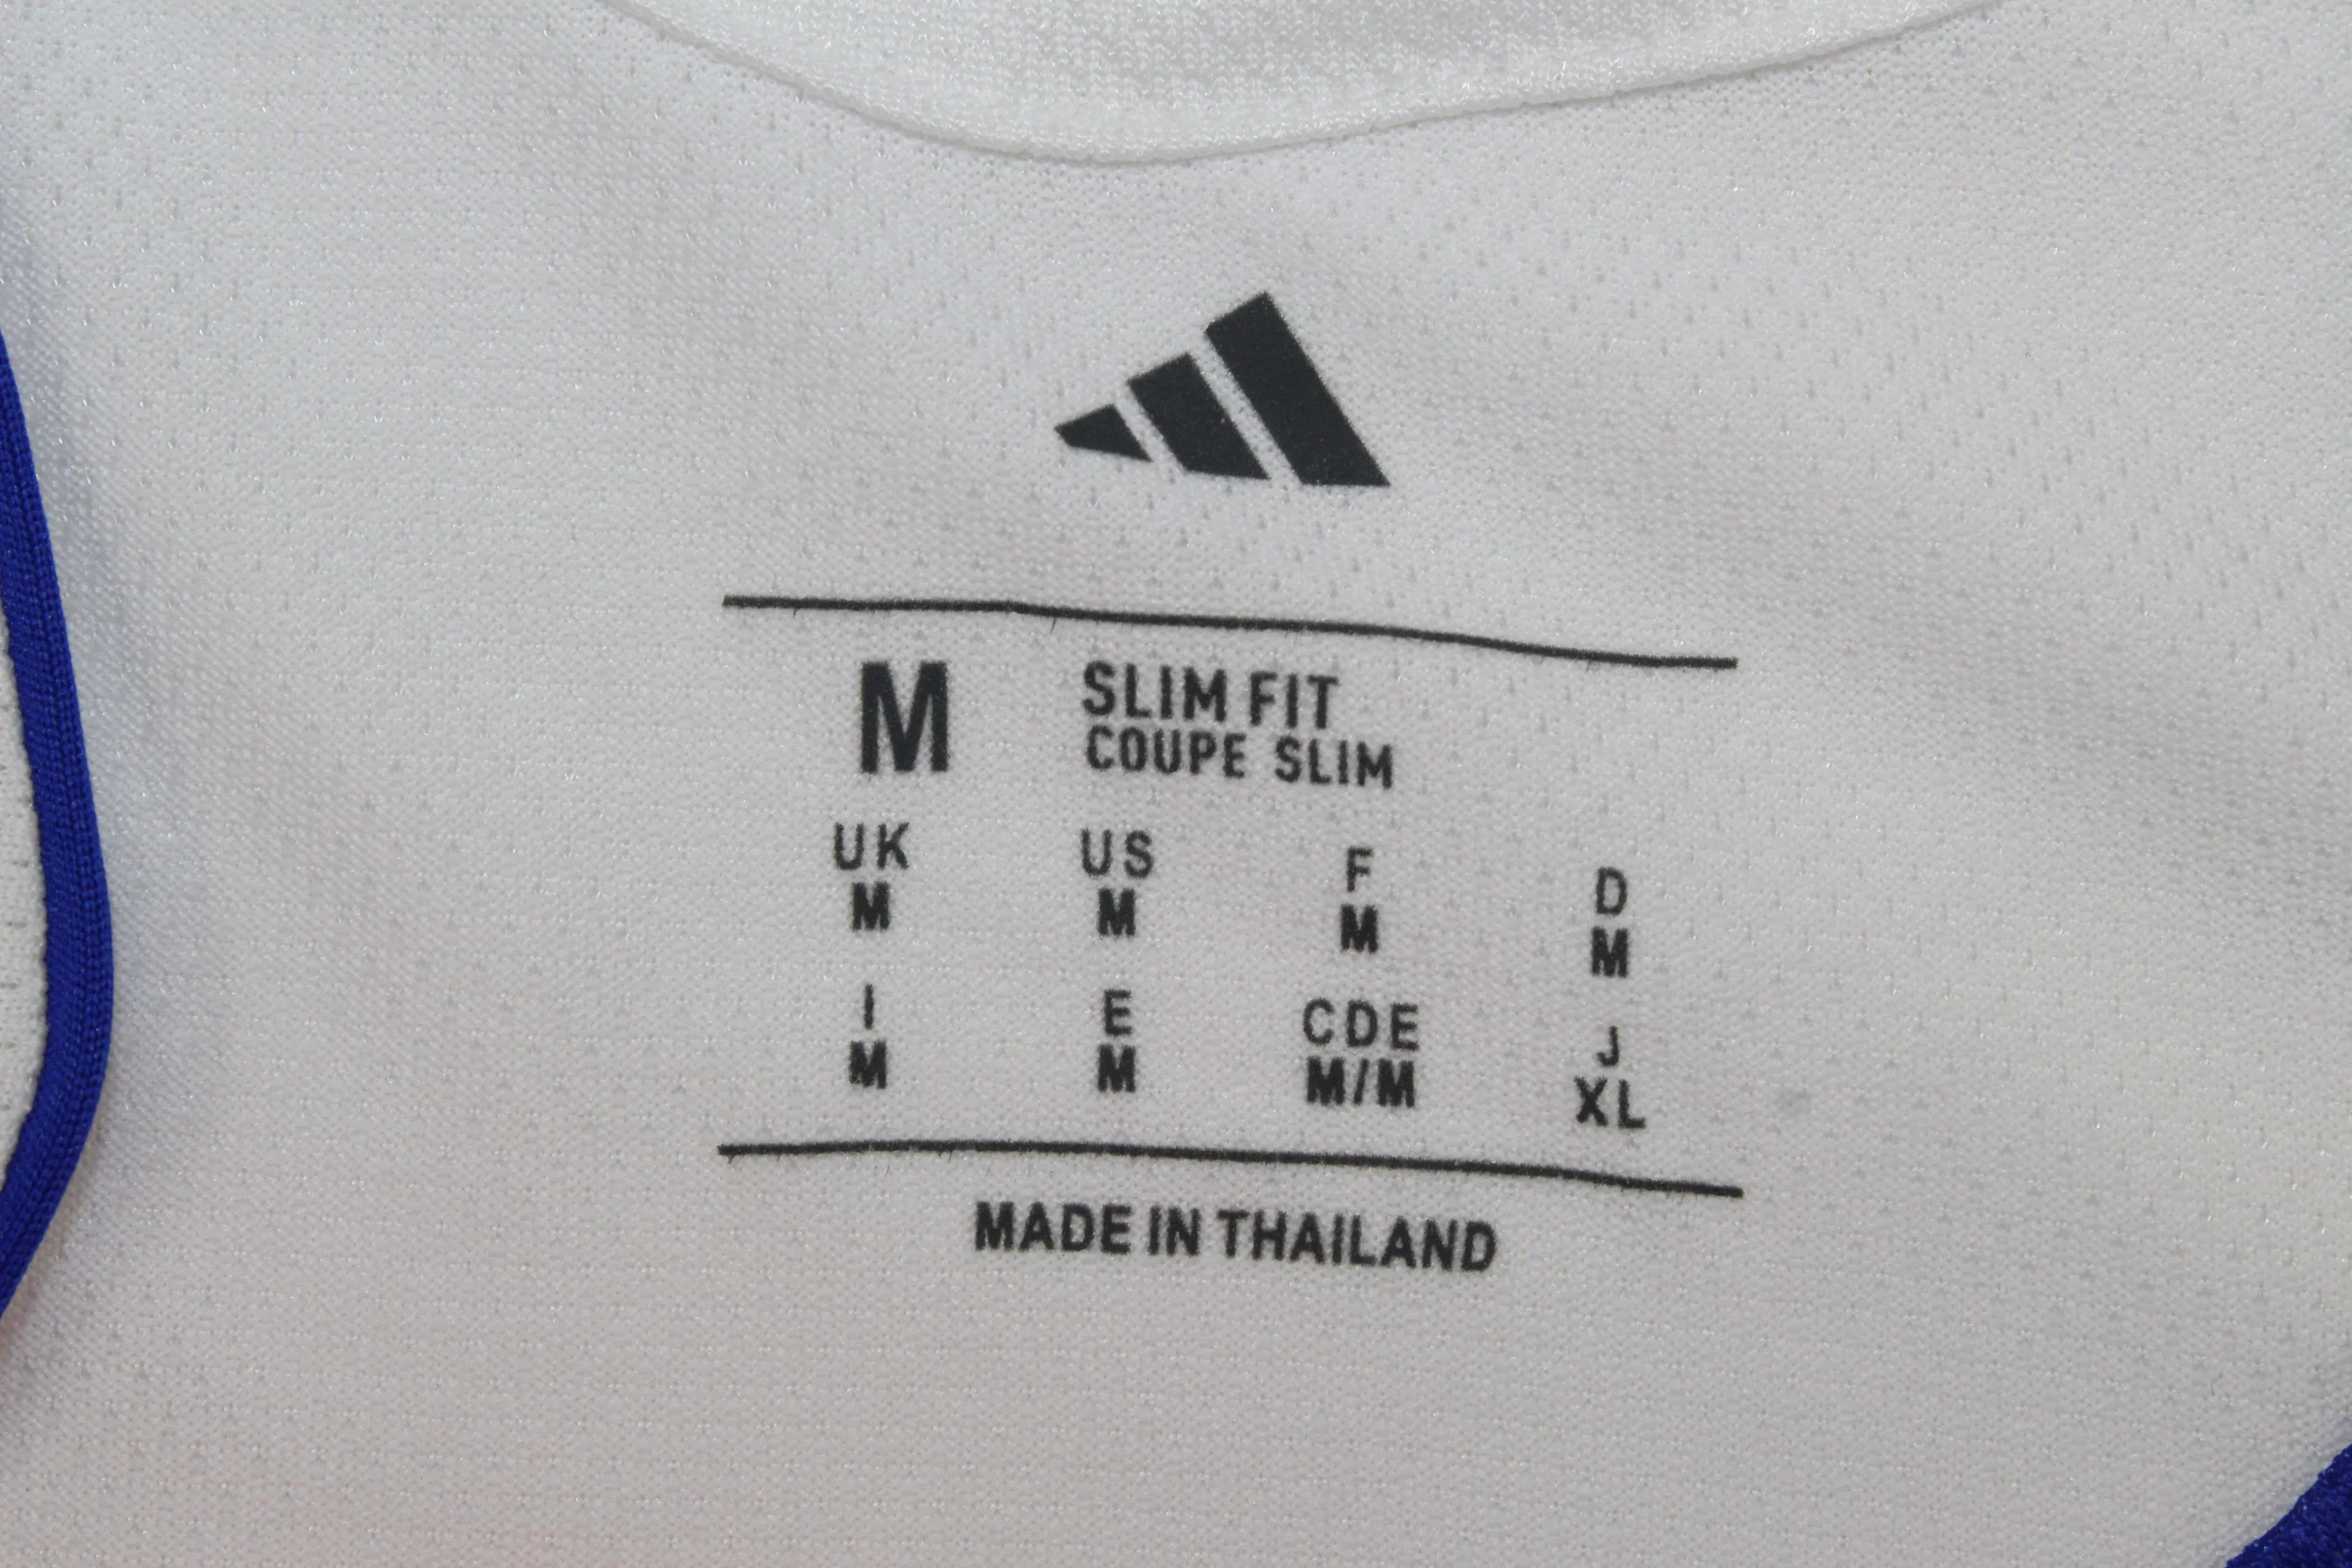 M SLIM FIT
COUPE SLIM
UK US F D
M M M M
I E CDE J
M M M/M XL
MADE IN THAILAND